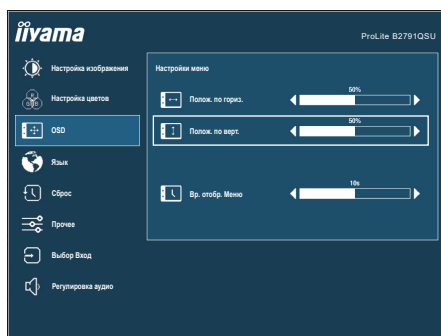 iiyama
ProLite B2791QSU
Настройка изображения
Настройка цветов
R
G B
OSD
Язык
Сброс
Прочее
Выбор Вход
Регулировка аудио
Настройки меню
Полож. по гориз.
50%
Полож. по верт.
50%
Вр. отобр. Меню
10s